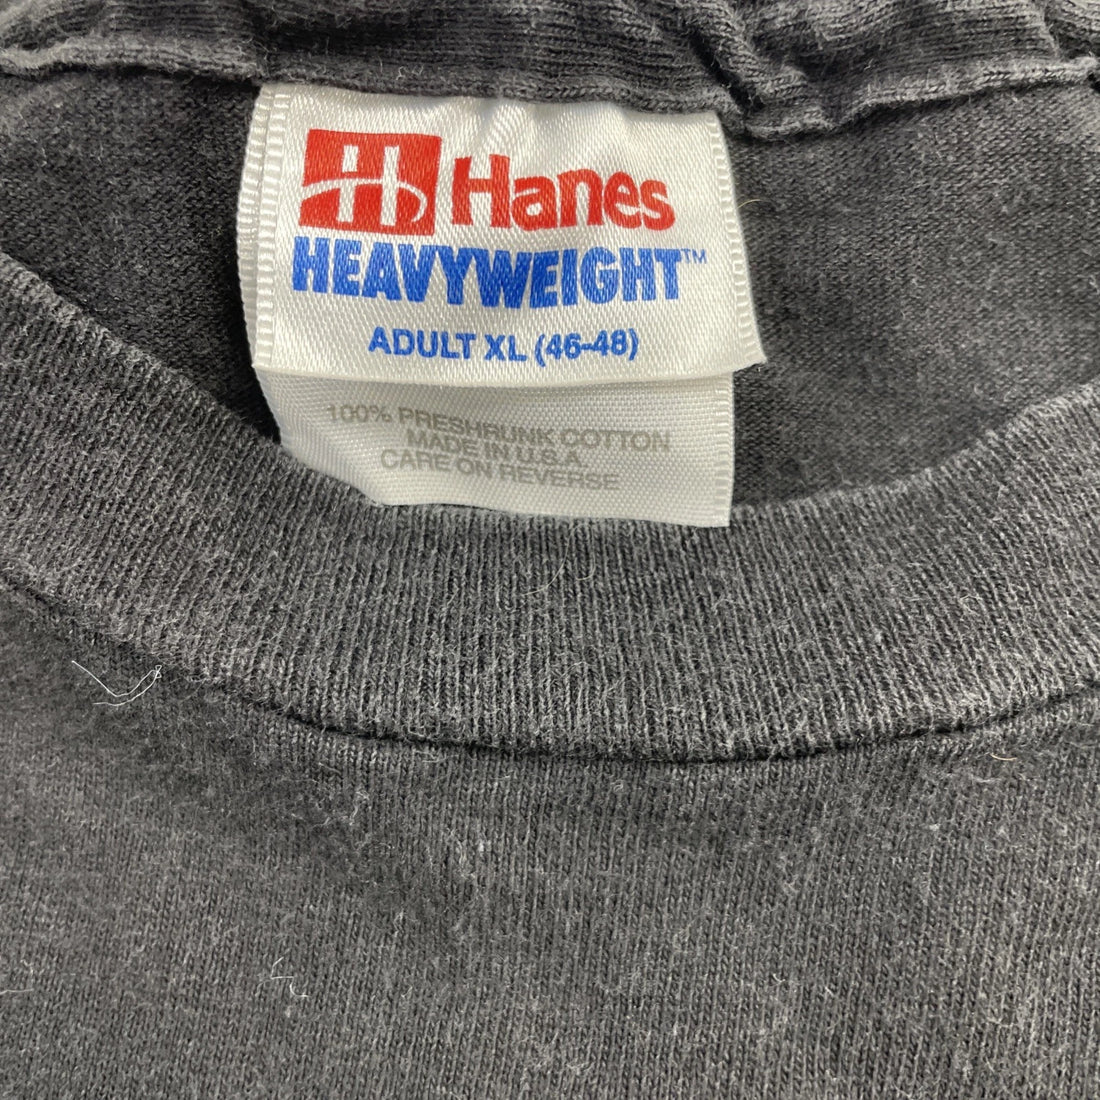 H Hanes
HEAVYWEIGHT™
ADULT XL (46-48)
100% PRESHRUNK COTTON
MADE IN U.S.A.
CARE ON REVERSE